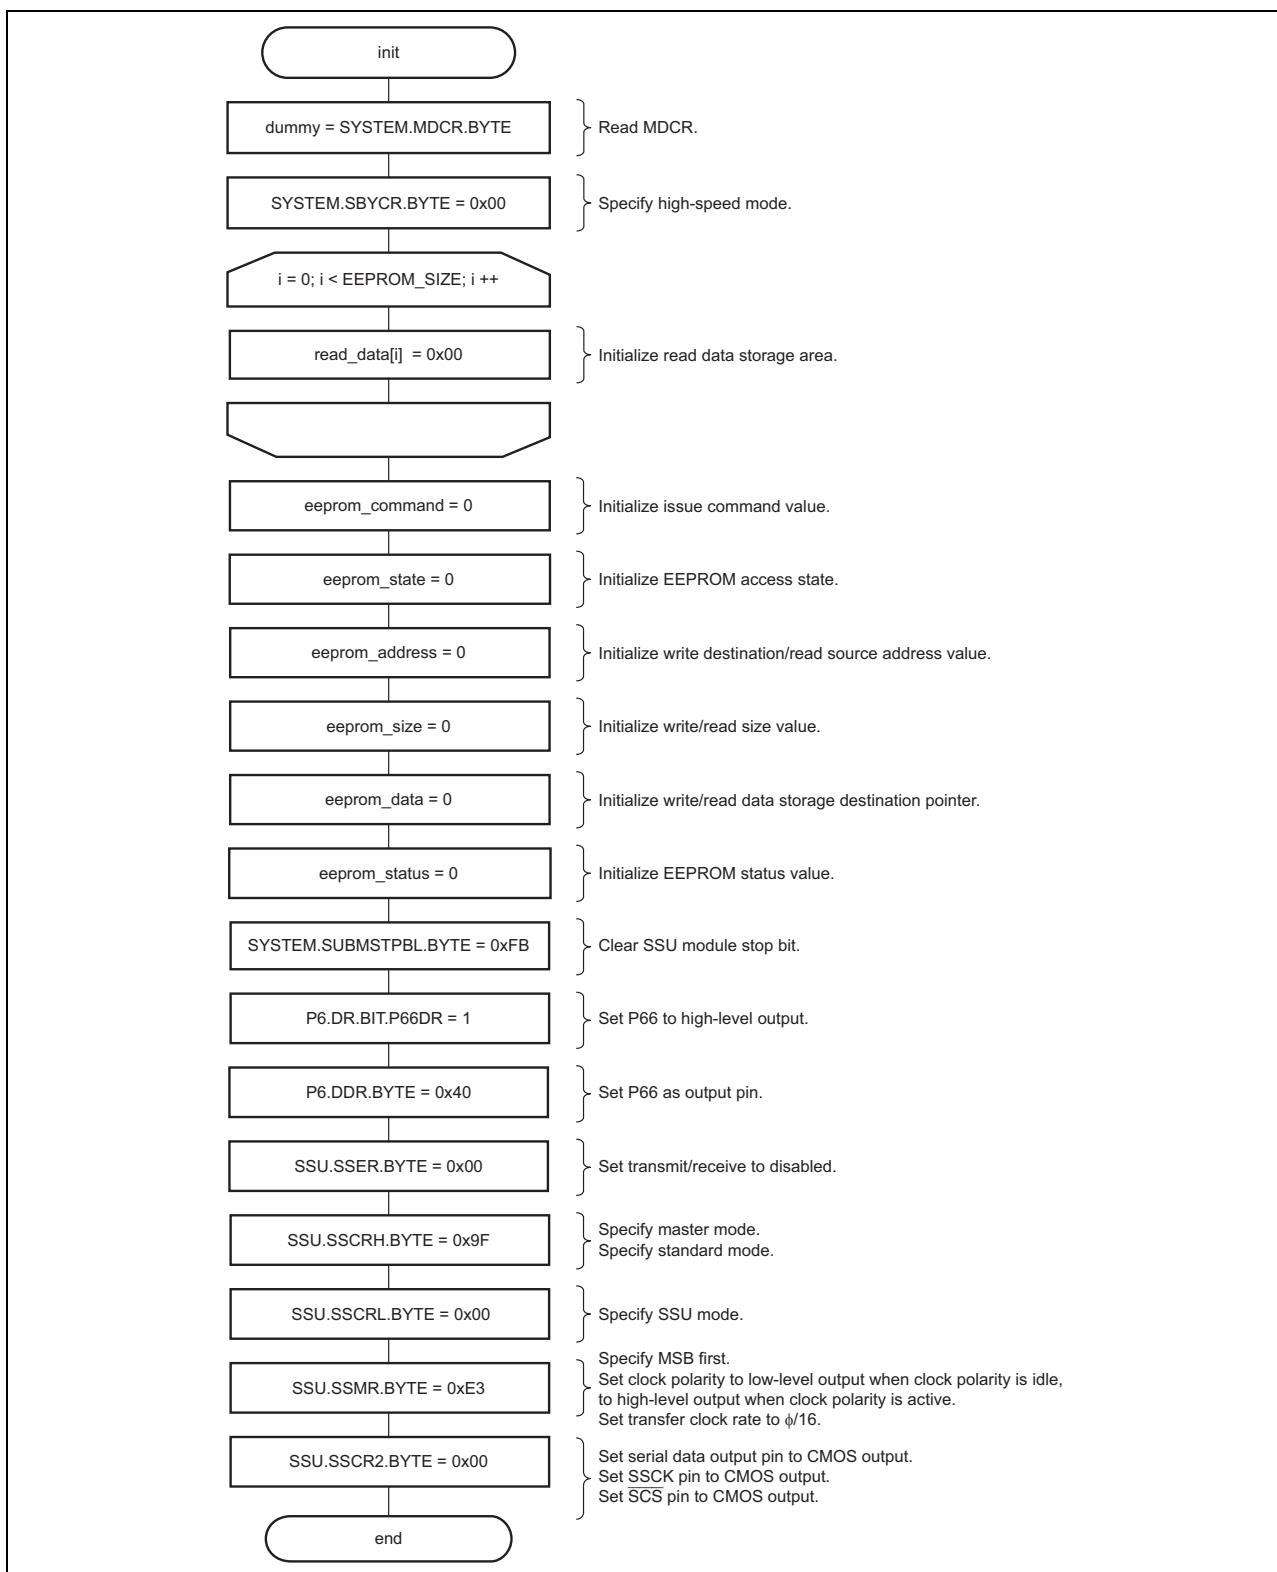 init
dummy = SYSTEM.MDCR.BYTE
Read MDCR.
SYSTEM.SBYCR.BYTE = 0x00
Specify high-speed mode.
i = 0; i < EEPROM_SIZE; i ++
read_data[i] = 0x00
Initialize read data storage area.
eeprom_command = 0
Initialize issue command value.
eeprom_state = 0
Initialize EEPROM access state.
eeprom_address = 0
Initialize write destination/read source address value.
eeprom_size = 0
Initialize write/read size value.
eeprom_data = 0
Initialize write/read data storage destination pointer.
eeprom_status = 0
Initialize EEPROM status value.
SYSTEM.SUBMSTPBL.BYTE = 0xFB
Clear SSU module stop bit.
P6.DR.BIT.P66DR = 1
Set P66 to high-level output.
P6.DDR.BYTE = 0x40
Set P66 as output pin.
SSU.SSER.BYTE = 0x00
Set transmit/receive to disabled.
SSU.SSCRH.BYTE = 0x9F
Specify master mode.
Specify standard mode.
SSU.SSCRL.BYTE = 0x00
Specify SSU mode.
SSU.SSMR.BYTE = 0xE3
Specify MSB first.
Set clock polarity to low-level output when clock polarity is idle,
to high-level output when clock polarity is active.
Set transfer clock rate to ϕ/16.
SSU.SSCR2.BYTE = 0x00
Set serial data output pin to CMOS output.
Set SSCK pin to CMOS output.
Set S̅C̅S̅ pin to CMOS output.
end